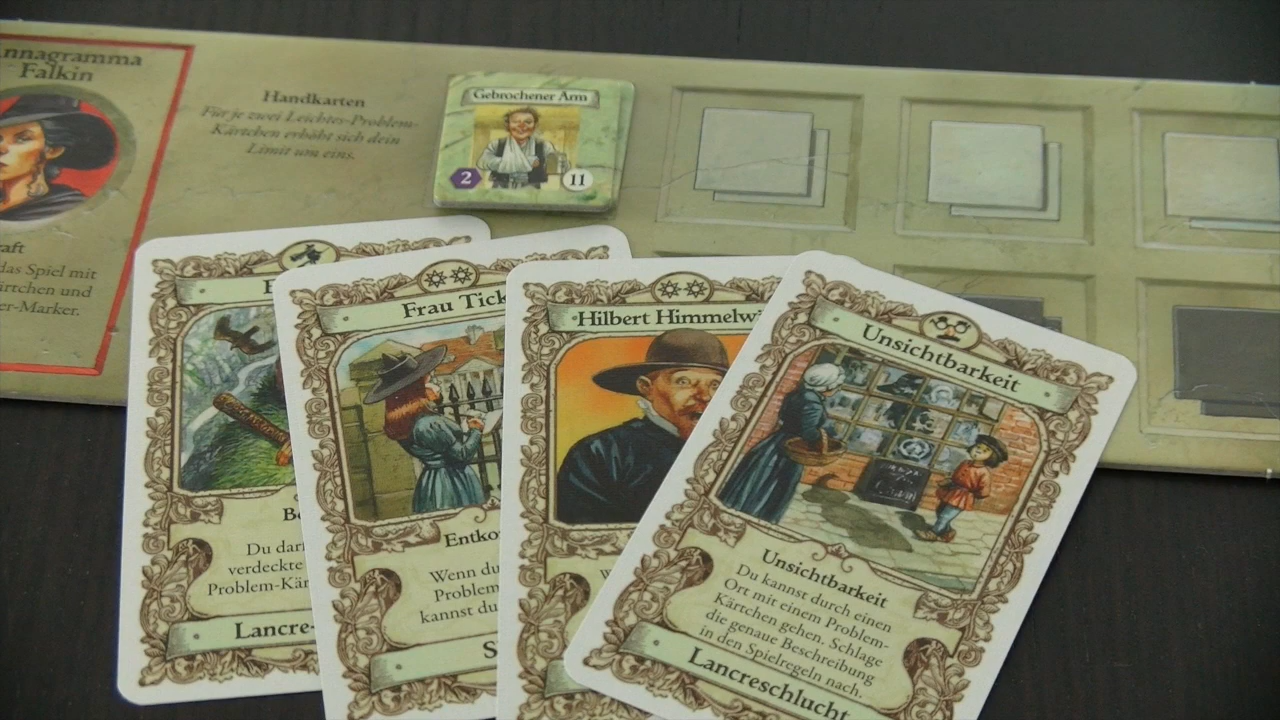 nnagramma
Falkin
Handkarten
Für je zwei Leichtes-Problem-
Kärtchen erhöht sich dein
Limit um eins.
raft
das Spiel mit
ärtchen und
er-Marker.
Gebrochener Arm
2
11
Du darf
verdeckte
Problem-Kär
Lancre-
Frau Tick
Entko
Wenn du
Problem
kannst du
S
Hilbert Himmelwi
W
Unsichtbarkeit
Unsichtbarkeit
Du kannst durch einen
Ort mit einem Problem-
Kärtchen gehen. Schlage
die genaue Beschreibung
in den Spielregeln nach.
Lancreschlucht